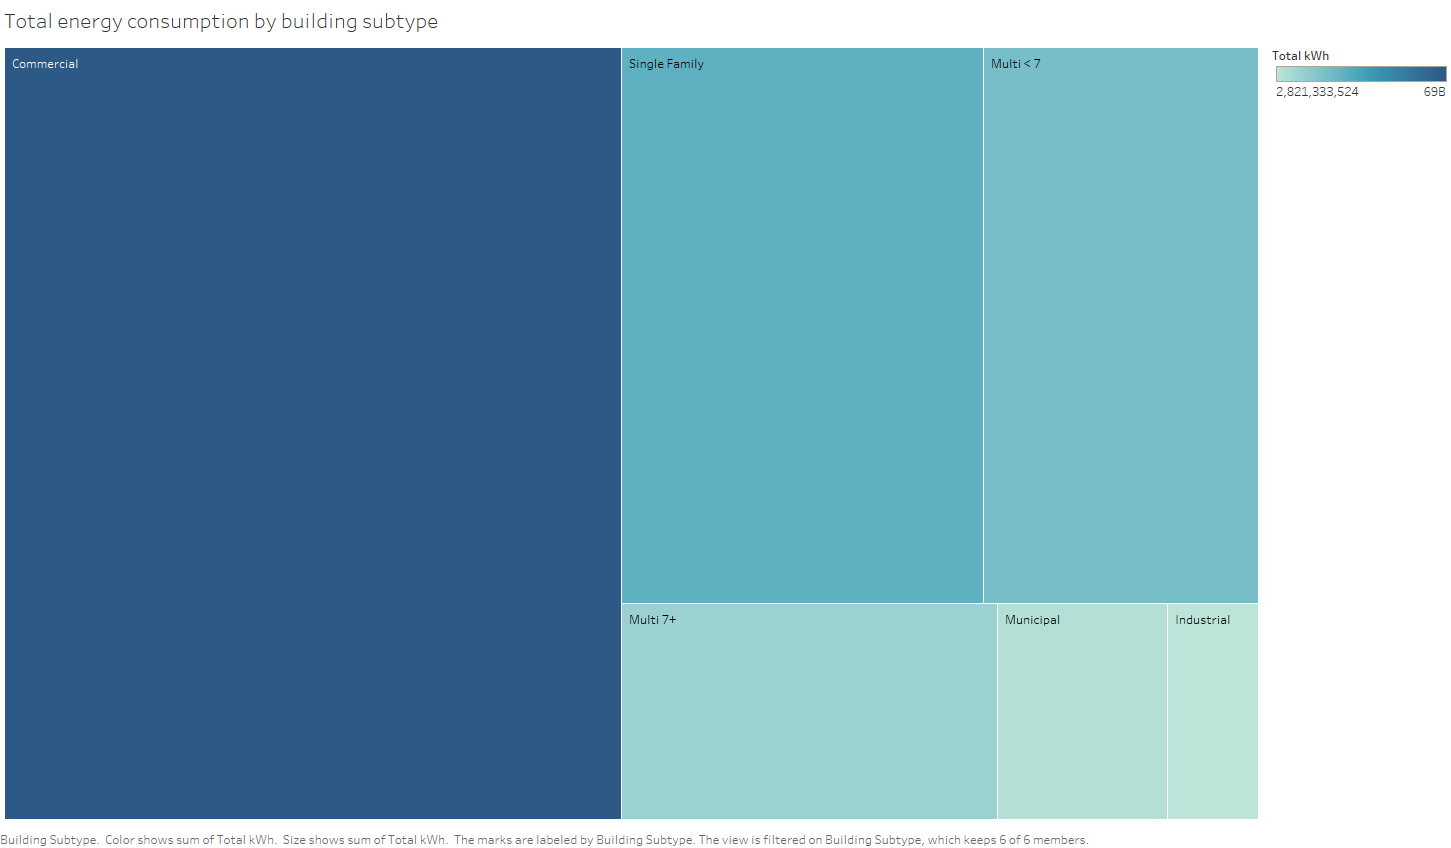 Total energy consumption by building subtype
Commercial
Single Family
Multi < 7
Total kWh
2,821,333,524
69B
Multi 7+
Municipal
Industrial
Building Subtype.  Color shows sum of Total kWh.  Size shows sum of Total kWh.  The marks are labeled by Building Subtype. The view is filtered on Building Subtype, which keeps 6 of 6 members.